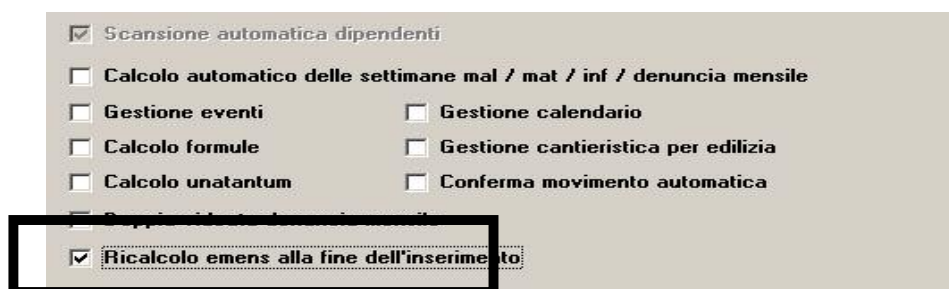 Scansione automatica dipendenti
Calcolo automatico delle settimane mal / mat / inf / denuncia mensile
Gestione eventi Gestione calendario
Calcolo formule Gestione cantieristica per edilizia
Calcolo unatantum Conferma movimento automatica
Ricalcolo emens alla fine dell'inserimento